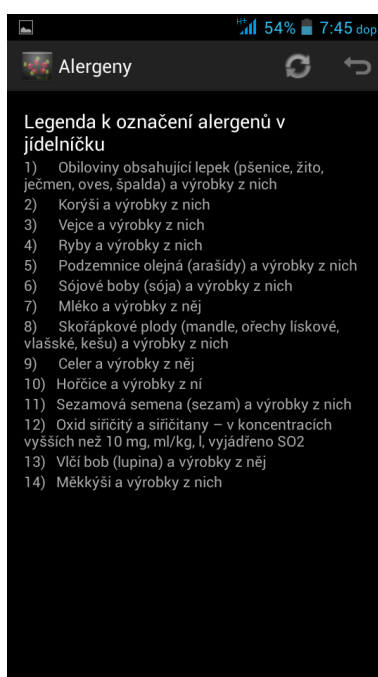 H+ 54% 7:45 dop
Alergeny
Legenda k označení alergenů v
jídelníčku
1) Obiloviny obsahující lepek (pšenice, žito,
ječmen, oves, špalda) a výrobky z nich
2) Korýši a výrobky z nich
3) Vejce a výrobky z nich
4) Ryby a výrobky z nich
5) Podzemnice olejná (arašídy) a výrobky z nich
6) Sójové boby (sója) a výrobky z nich
7) Mléko a výrobky z něj
8) Skořápkové plody (mandle, ořechy lískové,
vlašské, kešu) a výrobky z nich
9) Celer a výrobky z něj
10) Hořčice a výrobky z ní
11) Sezamová semena (sezam) a výrobky z nich
12) Oxid siřičitý a siřičitany – v koncentracích
vyšších než 10 mg, ml/kg, l, vyjádřeno SO2
13) Vlčí bob (lupina) a výrobky z něj
14) Měkkýši a výrobky z nich